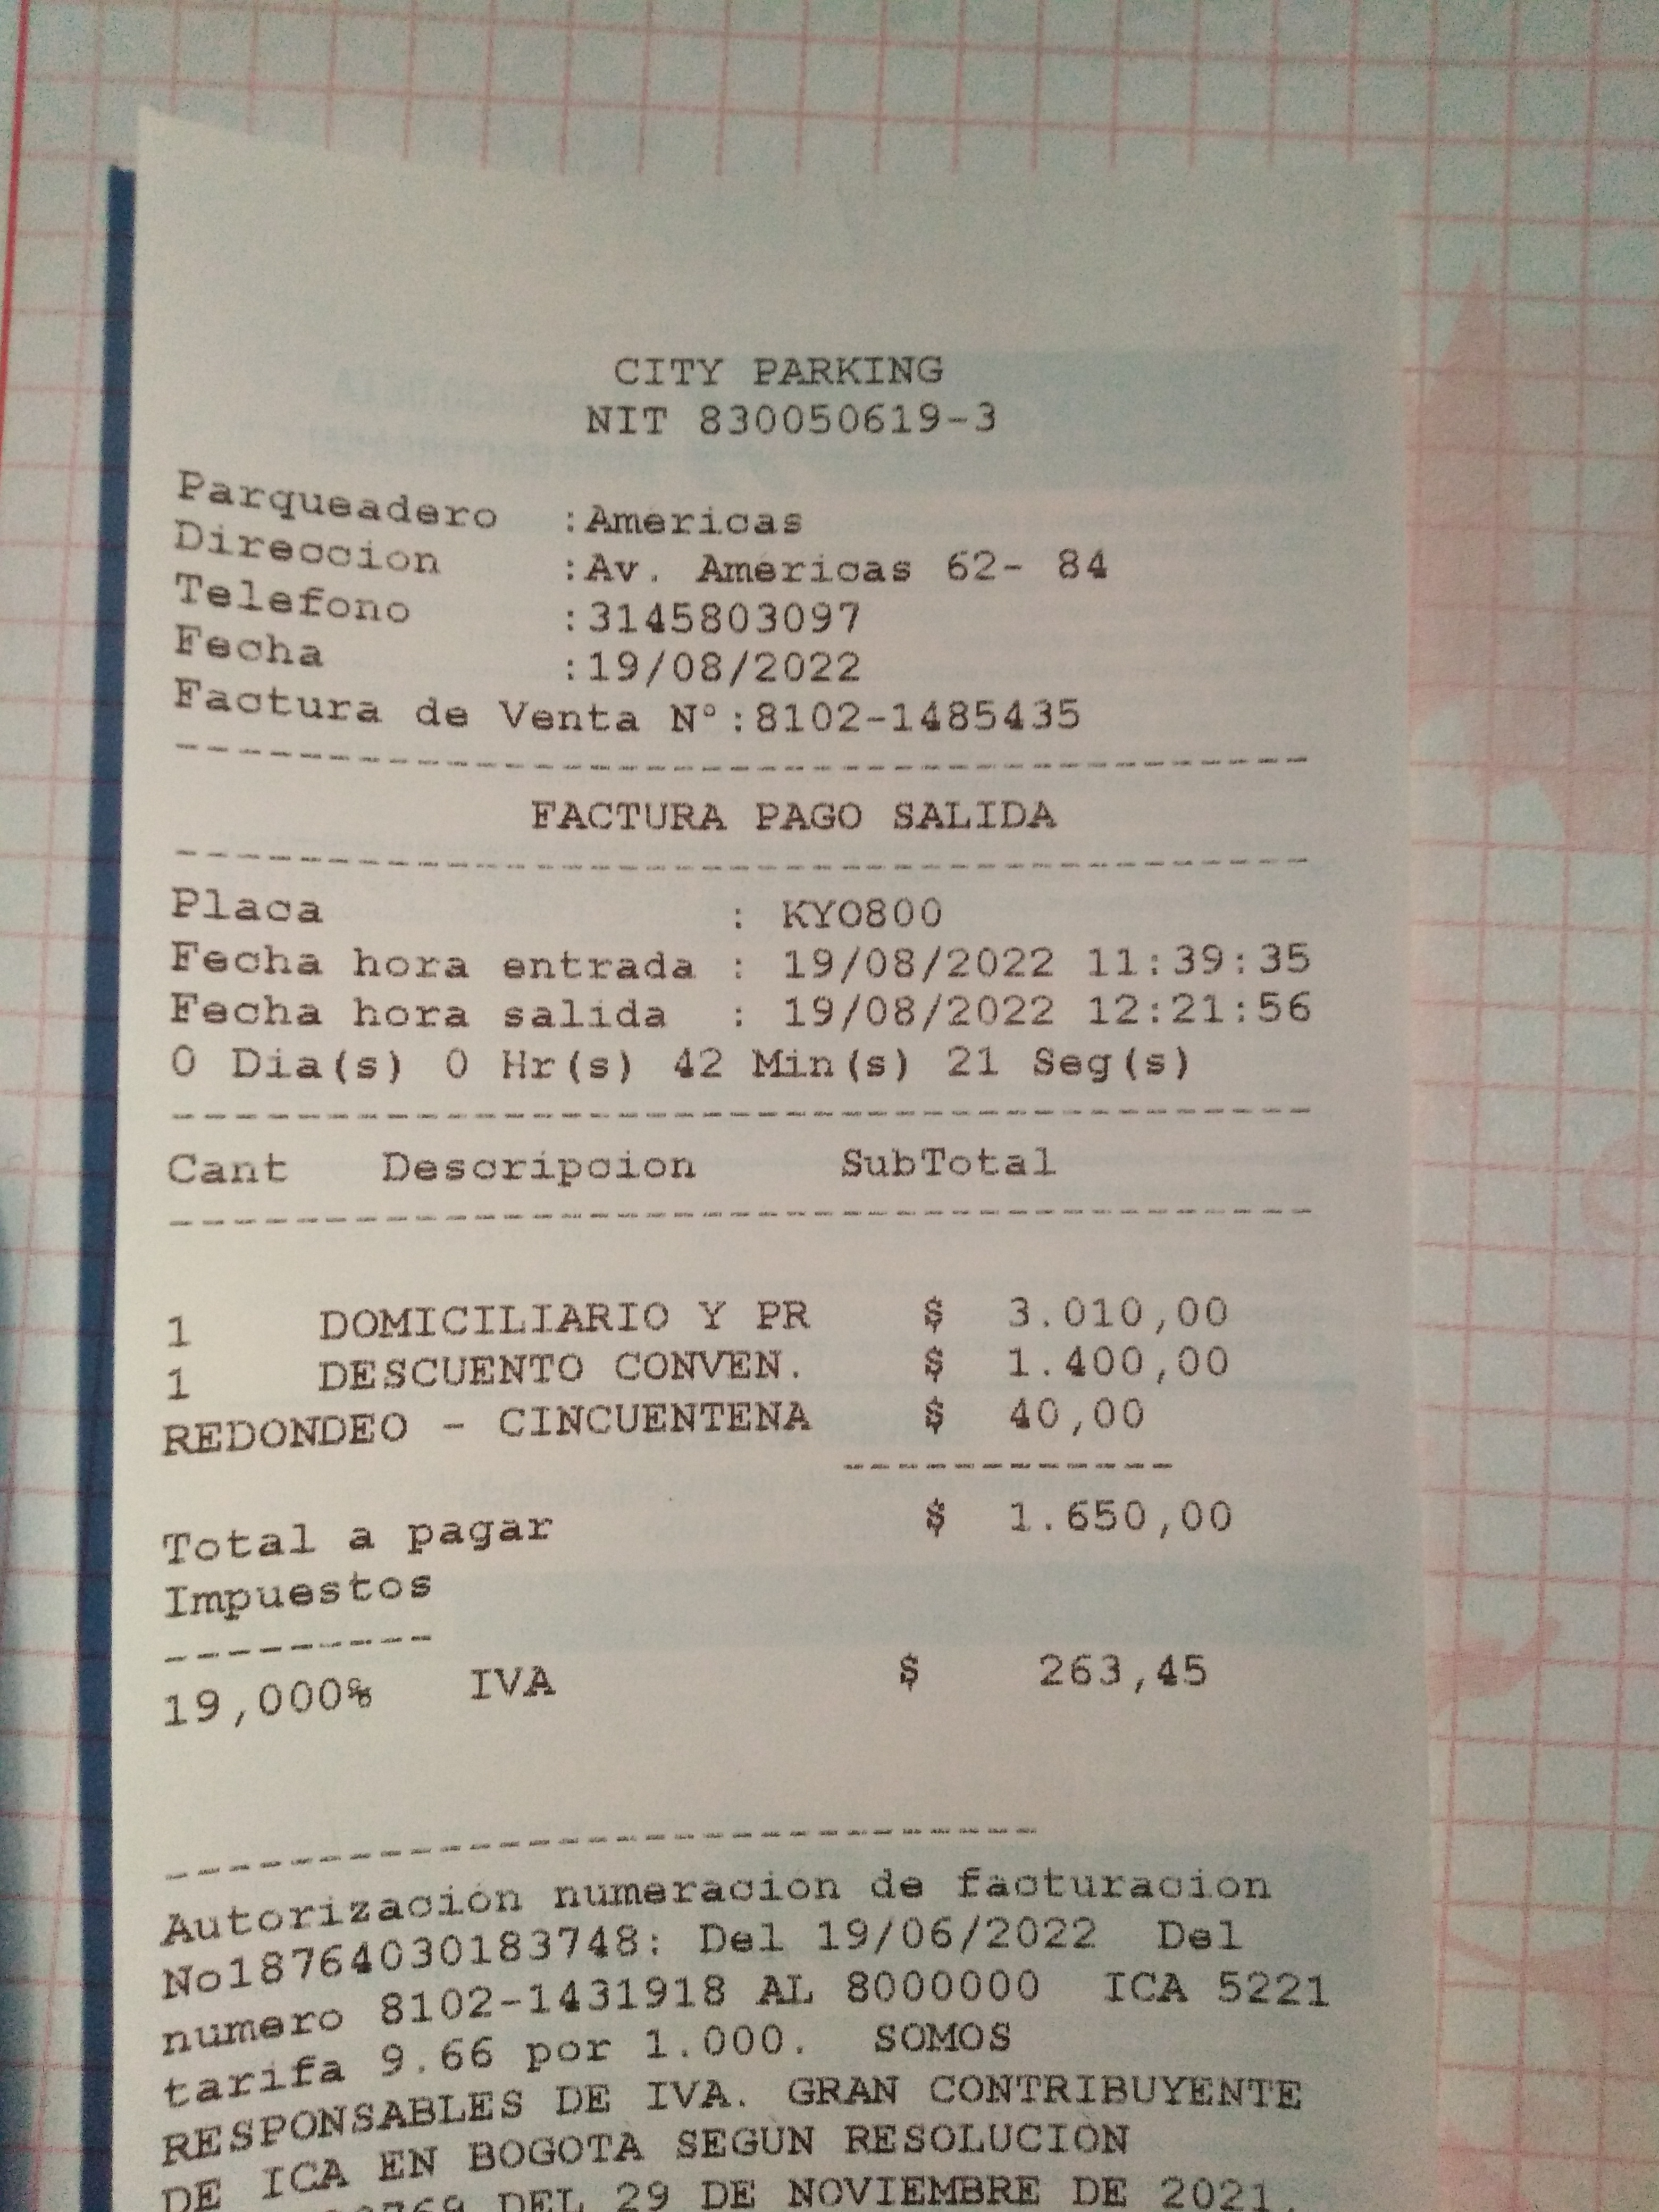 CITY PARKING
NIT 830050619-3
Parqueadero :Americas
Direccion :Av. Américas 62- 84
Telefono :3145803097
Fecha :19/08/2022
Factura de Venta N°:8102-1485435
FACTURA PAGO SALIDA
Placa : KYO800
Fecha hora entrada : 19/08/2022 11:39:35
Fecha hora salida : 19/08/2022 12:21:56
0 Dia(s) 0 Hr(s) 42 Min(s) 21 Seg(s)
Cant Descripcion SubTotal
1 DOMICILIARIO Y PR $ 3.010,00
1 DESCUENTO CONVEN. $ 1.400,00
REDONDEO - CINCUENTENA $ 40,00
Total a pagar $ 1.650,00
Impuestos
19,000% IVA $ 263,45
Autorización numeracion de facturacion
No18764030183748: Del 19/06/2022 Del
numero 8102-1431918 AL 8000000 ICA 5221
tarifa 9.66 por 1.000. SOMOS
RESPONSABLES DE IVA. GRAN CONTRIBUYENTE
DE ICA EN BOGOTÀ SEGÙN RESOLUCIÒN
DEL 29 DE NOVIEMBRE DE 2021.